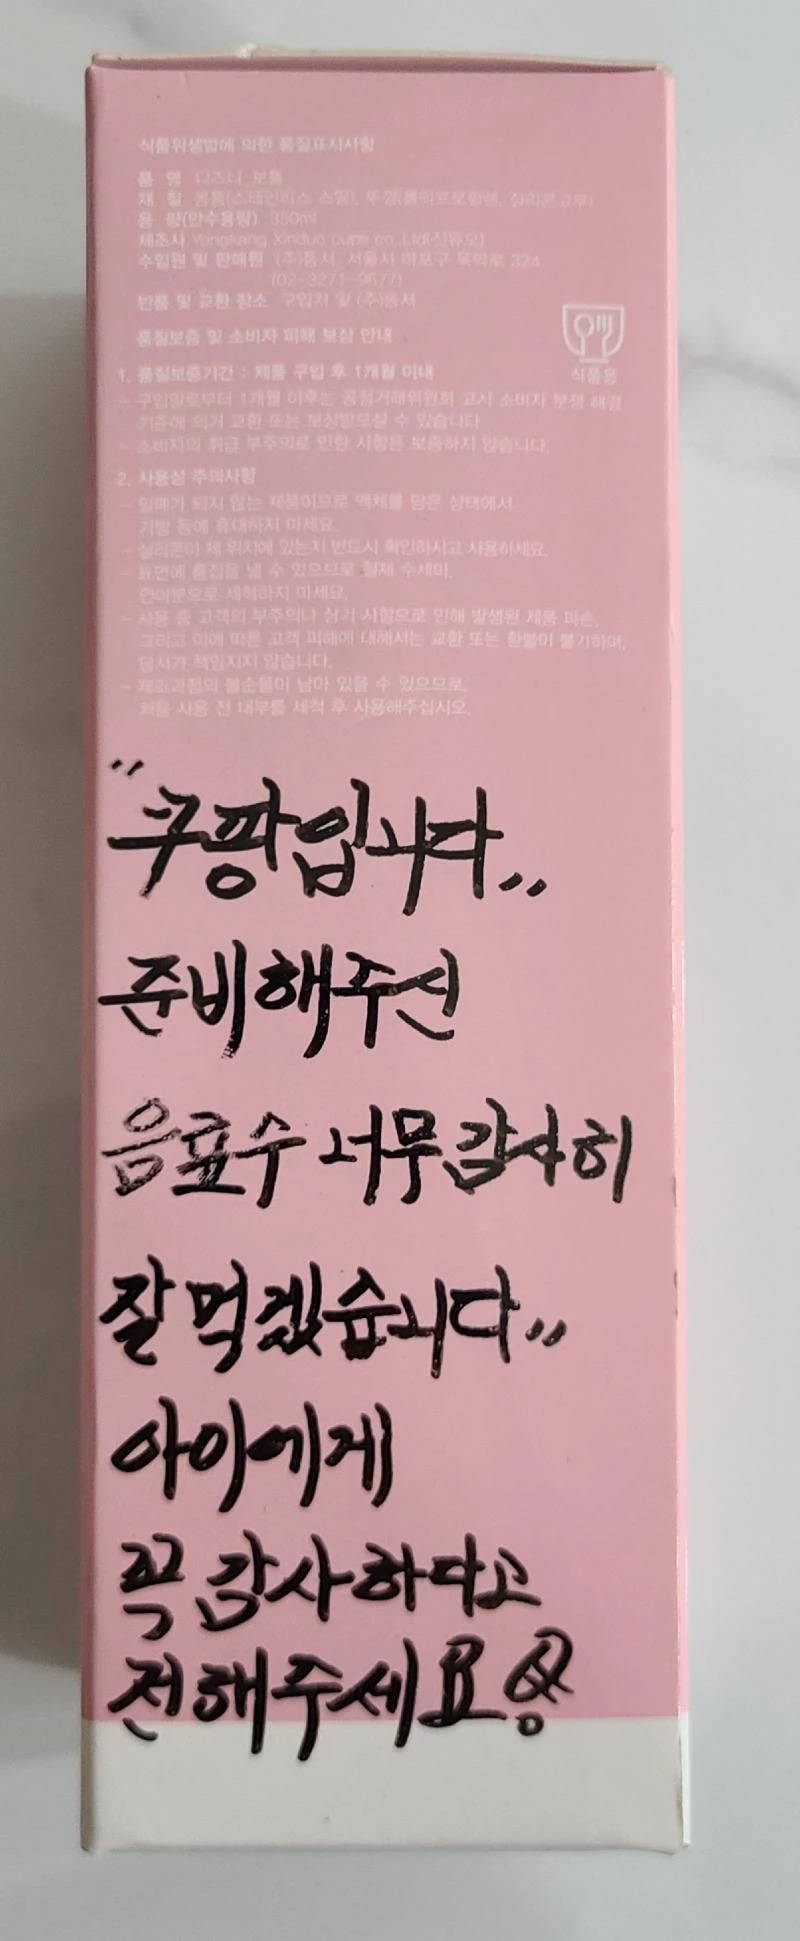 식품위생법에 의한 품질표시사항
품 명 디즈니 보틀
재 질 몸통(스테인리스 스틸), 뚜껑(폴리프로필렌, 실리콘고무)
용 량(만수용량) 350ml
제조사 Yongkang Xinduo cups co.,Ltd(신듀오)
수입원 및 판매원 (주)동서 서울시 마포구 독막로 324
(02-3271-9677)
반품 및 교환 장소 구입처 및 (주)동서
품질보증 및 소비자 피해 보상 안내
식품용
1. 품질보증기간 : 제품 구입 후 1개월 이내
- 구입일로부터 1개월 이후는 공정거래위원회 고시 소비자 분쟁 해결
기준에 의거 교환 또는 보상받으실 수 있습니다
- 소비자의 취급 부주의로 인한 사항은 보증하지 않습니다.
2. 사용상 주의사항
- 밀폐가 되지 않는 제품이므로 액체를 담은 상태에서
가방 등에 휴대하지 마세요.
- 실리콘이 제 위치에 있는지 반드시 확인하시고 사용하세요.
- 표면에 흠집을 낼 수 있으므로 철제 수세미,
연마분으로 세척하지 마세요.
- 사용 중 고객의 부주의나 상기 사항으로 인해 발생된 제품 파손,
그리고 이에 따른 고객 피해에 대해서는 교환 또는 환불이 불가하며,
당사가 책임지지 않습니다.
- 제조과정의 불순물이 남아 있을 수 있으므로,
처음 사용 전 내부를 세척 후 사용해주십시오.
"쿠팡입니다,,
준비해주신
음료수 너무 감사히
잘 먹겠습니다,,
아이에게
꼭 감사하다고
전해주세요